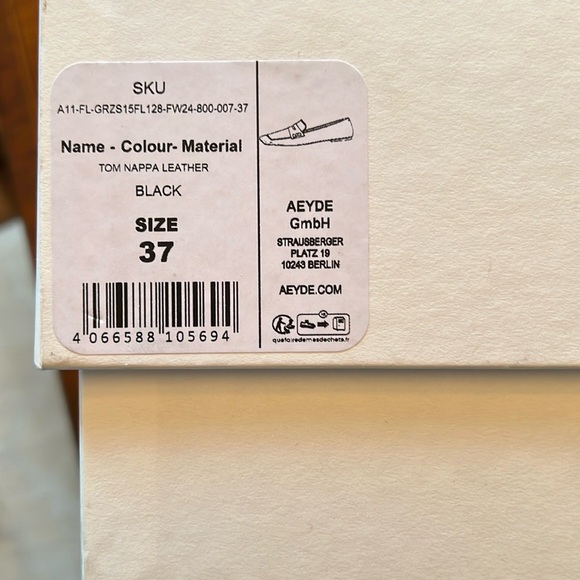 SKU
A11-FL-GRZS15FL128-FW24-800-007-37
Name - Colour- Material
TOM NAPPA LEATHER
BLACK
SIZE
37
4 066588 105694
AEYDE
GmbH
STRAUSBERGER
PLATZ 19
10243 BERLIN
AEYDE.COM
quefairedemesdechets.fr